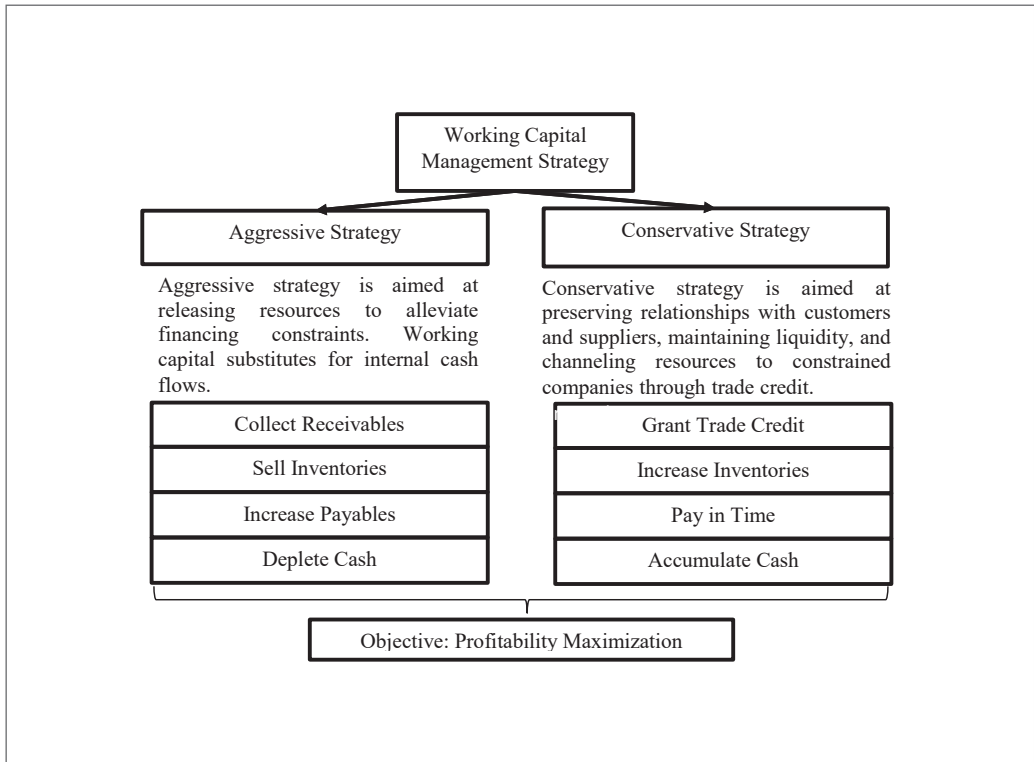 Working Capital
Management Strategy
Aggressive Strategy
Conservative Strategy
Aggressive strategy is aimed at
releasing resources to alleviate
financing constraints. Working
capital substitutes for internal cash
flows.
Conservative strategy is aimed at
preserving relationships with customers
and suppliers, maintaining liquidity, and
channeling resources to constrained
companies through trade credit.
Collect Receivables
Sell Inventories
Increase Payables
Deplete Cash
Grant Trade Credit
Increase Inventories
Pay in Time
Accumulate Cash
Objective: Profitability Maximization